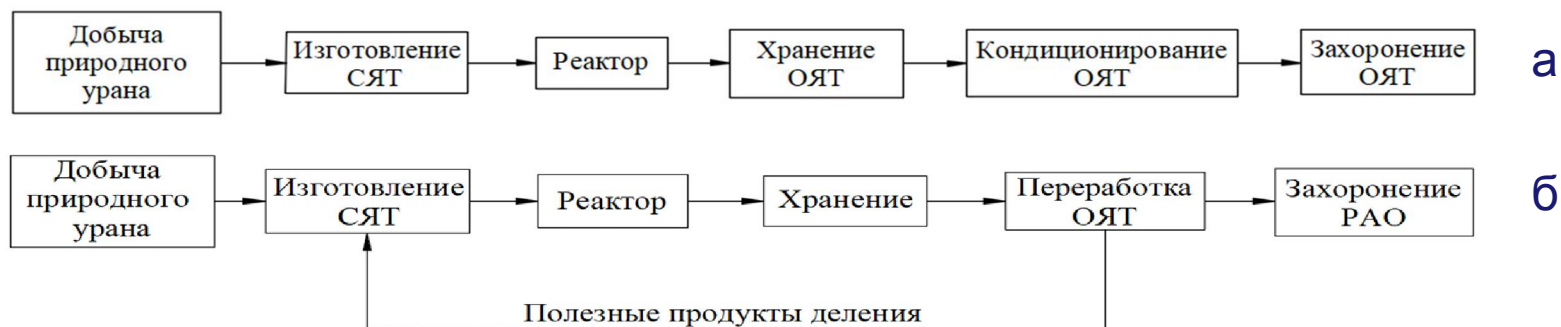 Добыча
природного
урана
Изготовление
СЯТ
Реактор
Хранение
ОЯТ
Кондиционирование
ОЯТ
Захоронение
ОЯТ
а
Добыча
природного
урана
Изготовление
СЯТ
Реактор
Хранение
Переработка
ОЯТ
Захоронение
РАО
б
Полезные продукты деления